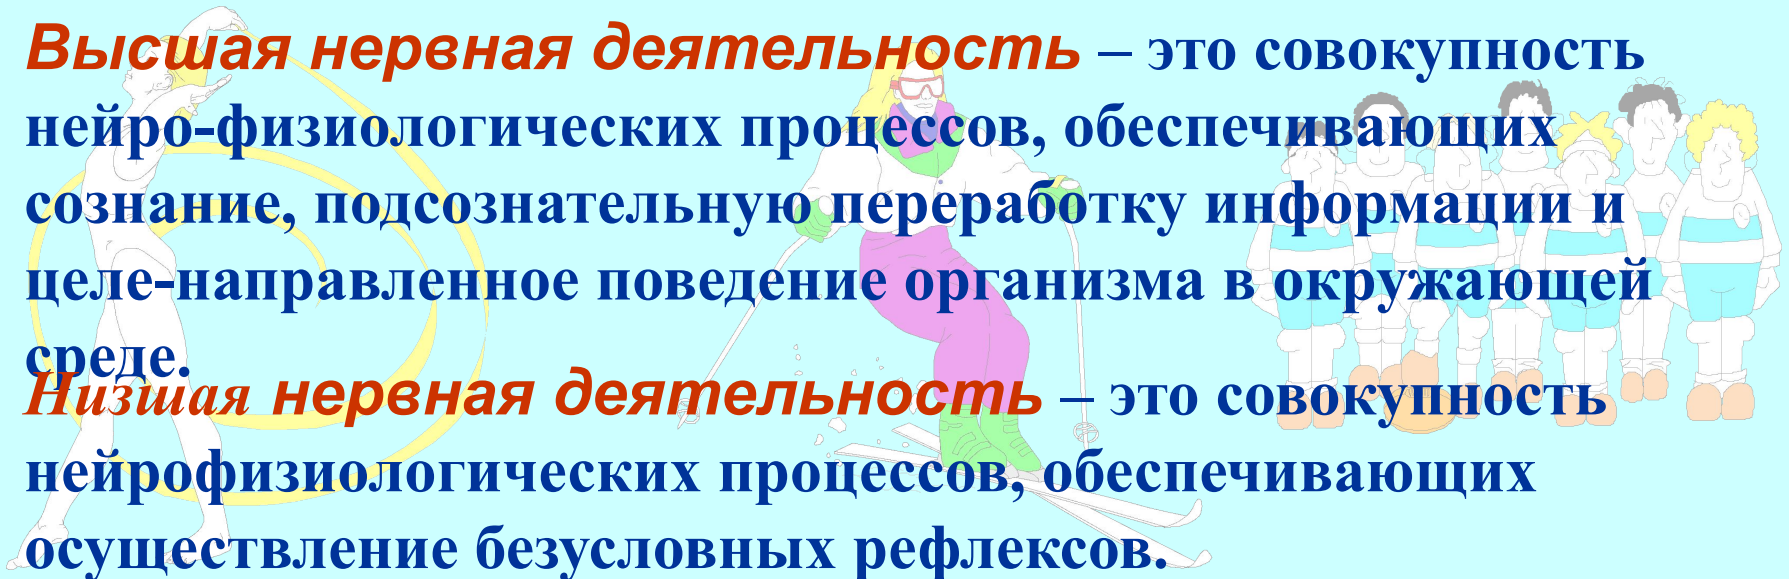 Высшая нервная деятельность – это совокупность
нейро-физиологических процессов, обеспечивающих
сознание, подсознательную переработку информации и
целе-направленное поведение организма в окружающей
среде.
Низшая нервная деятельность – это совокупность
нейрофизиологических процессов, обеспечивающих
осуществление безусловных рефлексов.